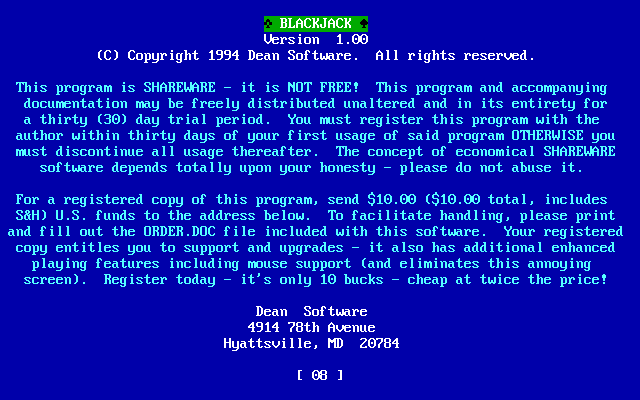 ♣ BLACKJACK ♠
Version  1.00
(C) Copyright 1994 Dean Software.  All rights reserved.
This program is SHAREWARE - it is NOT FREE!  This program and accompanying
documentation may be freely distributed unaltered and in its entirety for
a thirty (30) day trial period.  You must register this program with the
author within thirty days of your first usage of said program OTHERWISE you
must discontinue all usage thereafter.  The concept of economical SHAREWARE
software depends totally upon your honesty - please do not abuse it.
For a registered copy of this program, send $10.00 ($10.00 total, includes
S&H) U.S. funds to the address below.  To facilitate handling, please print
and fill out the ORDER.DOC file included with this software.  Your registered
copy entitles you to support and upgrades - it also has additional enhanced
playing features including mouse support (and eliminates this annoying
screen).  Register today - it's only 10 bucks - cheap at twice the price!
Dean  Software
4914 78th Avenue
Hyattsville, MD  20784
[ 08 ]